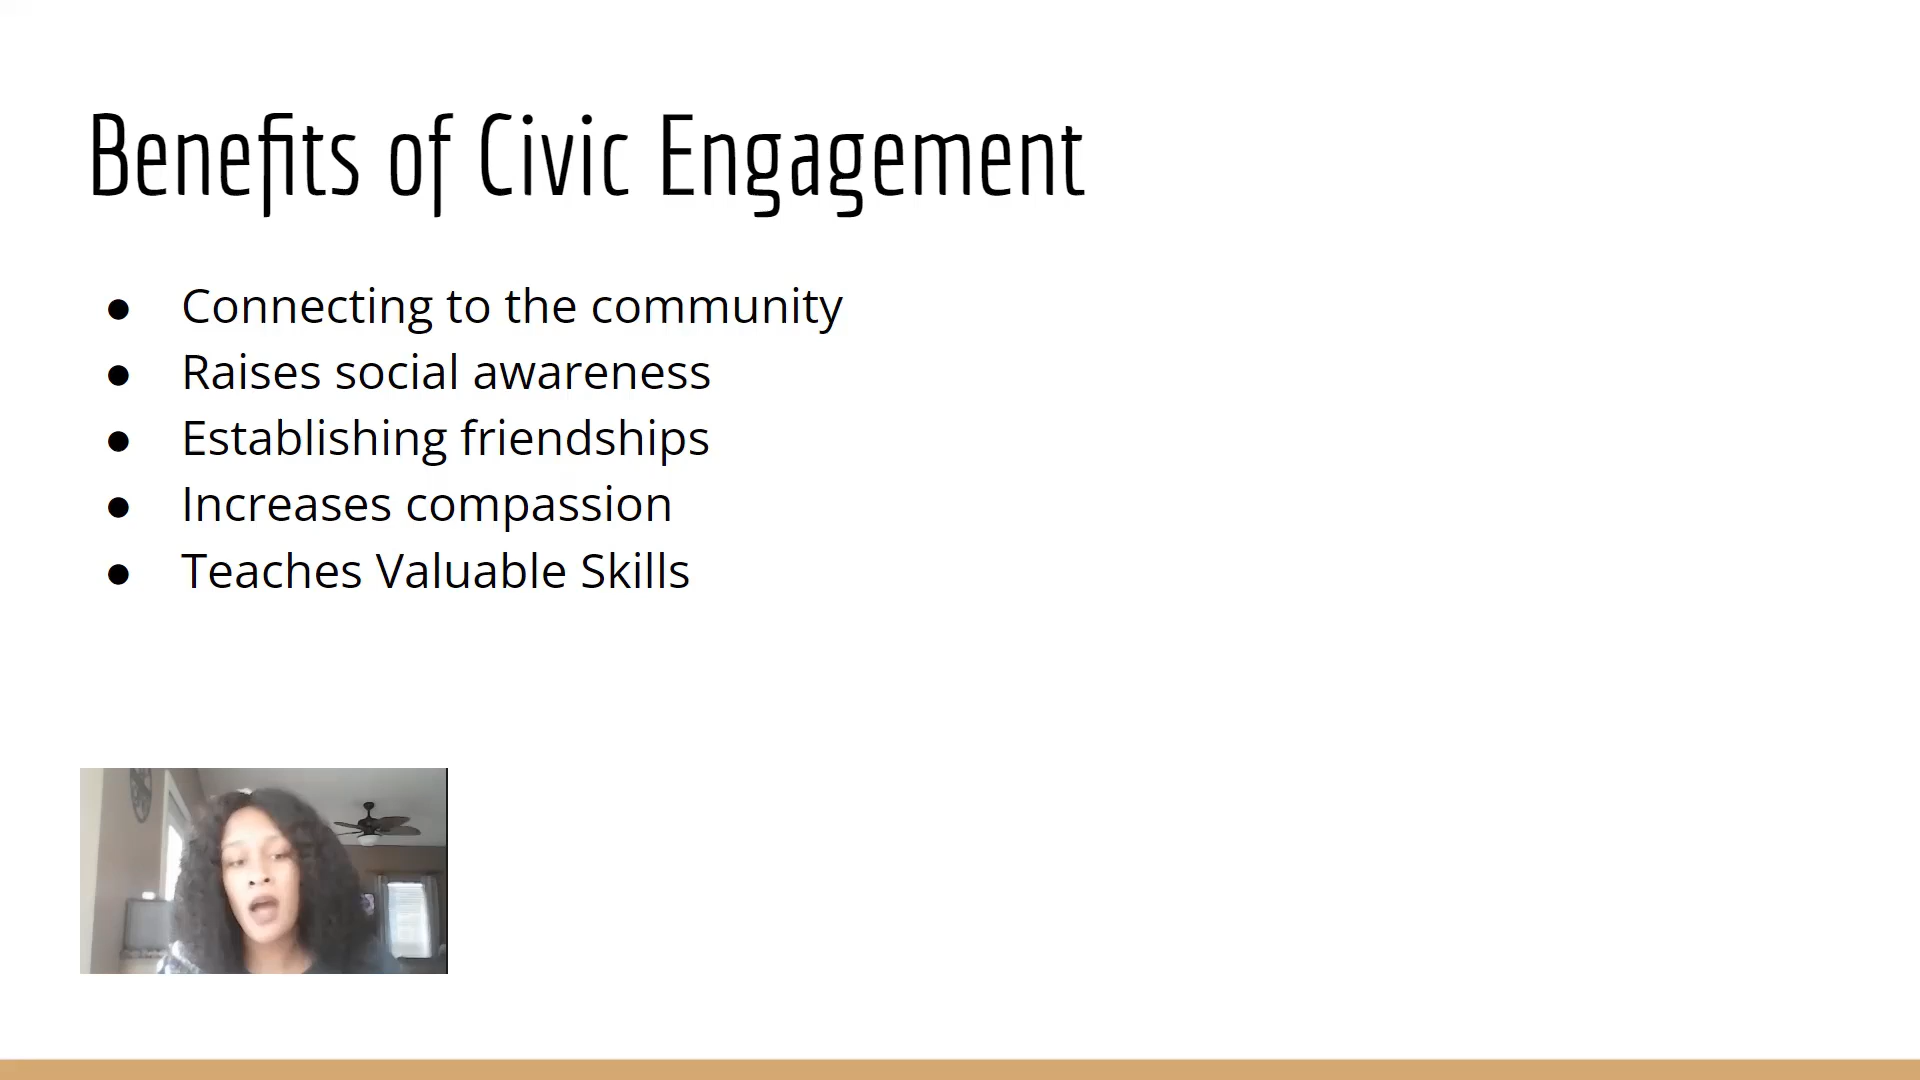 Benefits of Civic Engagement
● Connecting to the community
● Raises social awareness
● Establishing friendships
● Increases compassion
● Teaches Valuable Skills